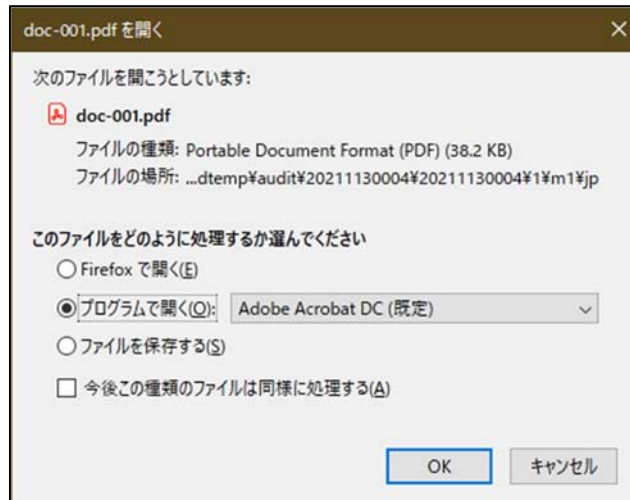 doc-001.pdf を開く
次のファイルを開こうとしています:
doc-001.pdf
ファイルの種類: Portable Document Format (PDF) (38.2 KB)
ファイルの場所: ...dtemp¥audit¥20211130004¥20211130004¥1¥m1¥jp
このファイルをどのように処理するか選んでください
Firefox で開く(E)
プログラムで開く(O): Adobe Acrobat DC (既定)
ファイルを保存する(S)
今後この種類のファイルは同様に処理する(A)
OK キャンセル